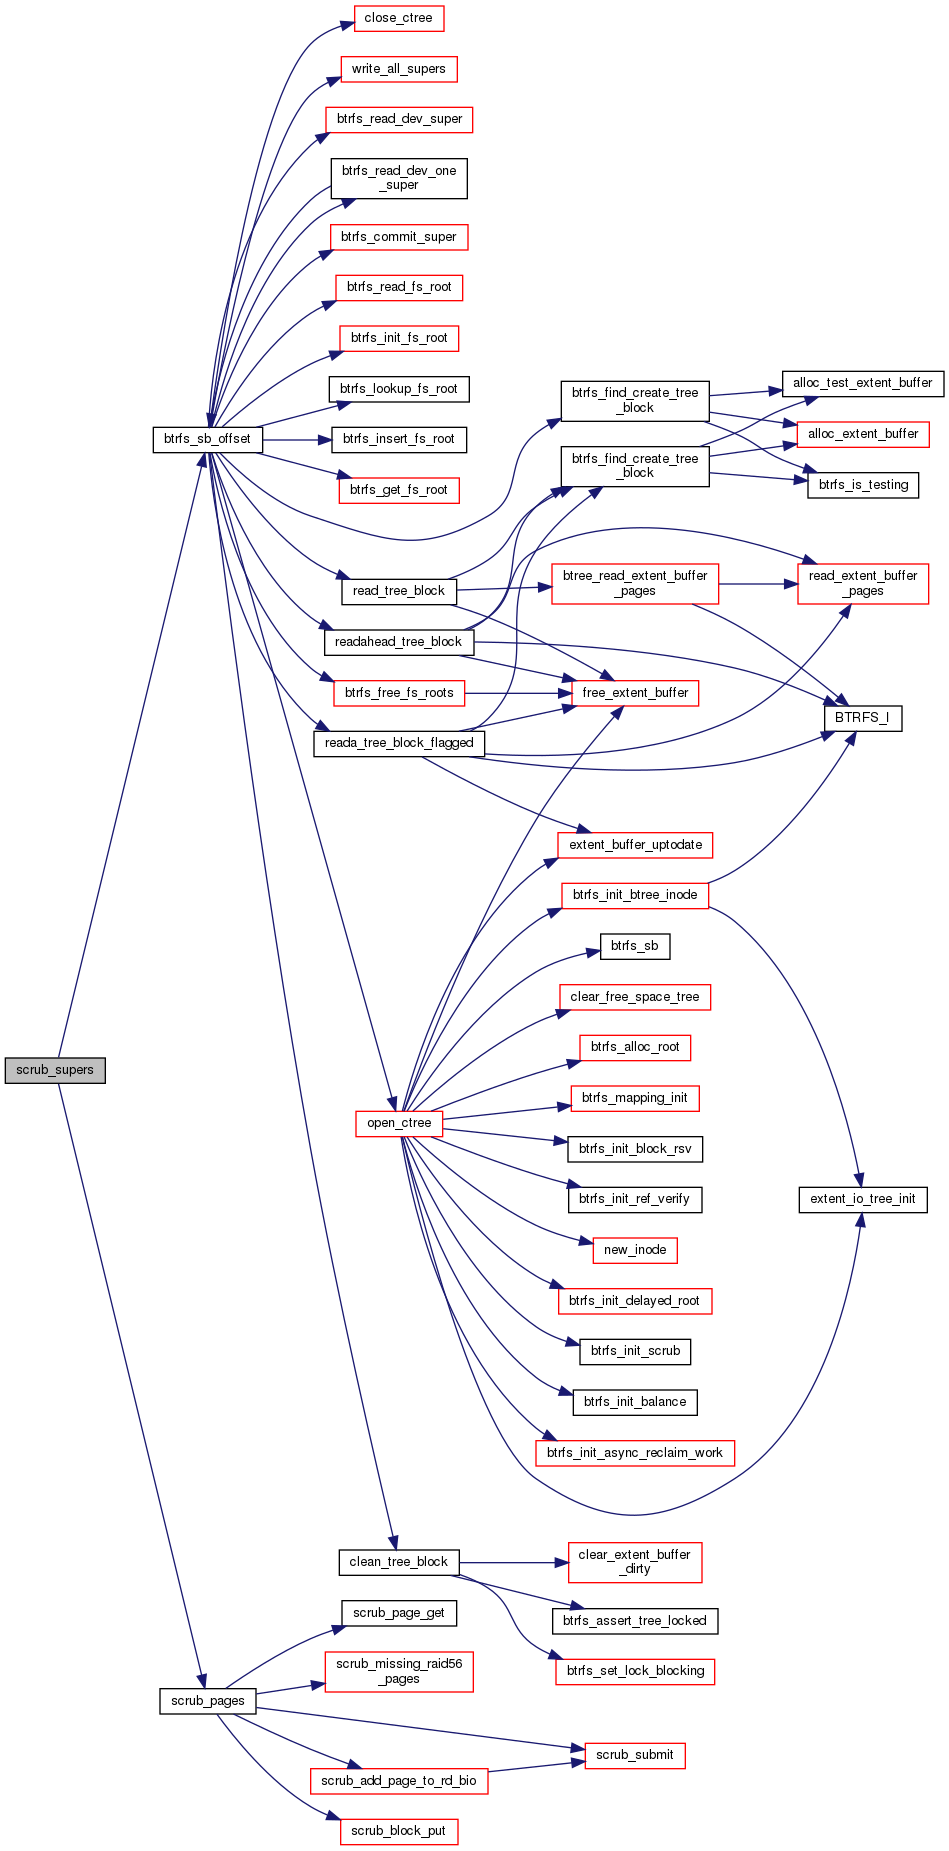 close_ctree
write_all_supers
btrfs_read_dev_super
btrfs_read_dev_one
_super
btrfs_commit_super
btrfs_read_fs_root
btrfs_init_fs_root
btrfs_lookup_fs_root
btrfs_sb_offset
btrfs_insert_fs_root
btrfs_get_fs_root
btrfs_find_create_tree
_block
btrfs_find_create_tree
_block
alloc_test_extent_buffer
alloc_extent_buffer
btrfs_is_testing
read_tree_block
btree_read_extent_buffer
_pages
read_extent_buffer
_pages
readahead_tree_block
btrfs_free_fs_roots
free_extent_buffer
BTRFS_I
reada_tree_block_flagged
extent_buffer_uptodate
btrfs_init_btree_inode
btrfs_sb
clear_free_space_tree
btrfs_alloc_root
scrub_supers
btrfs_mapping_init
open_ctree
btrfs_init_block_rsv
btrfs_init_ref_verify
extent_io_tree_init
new_inode
btrfs_init_delayed_root
btrfs_init_scrub
btrfs_init_balance
btrfs_init_async_reclaim_work
clean_tree_block
clear_extent_buffer
_dirty
scrub_page_get
btrfs_assert_tree_locked
scrub_missing_raid56
_pages
btrfs_set_lock_blocking
scrub_pages
scrub_submit
scrub_add_page_to_rd_bio
scrub_block_put